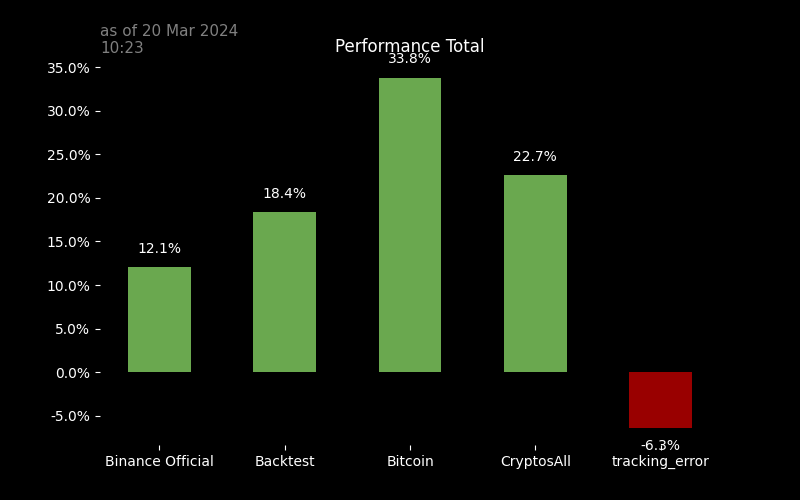 as of 20 Mar 2024
10:23
Performance Total
35.0%
30.0%
25.0%
20.0%
15.0%
10.0%
5.0%
0.0%
-5.0%
12.1%
18.4%
33.8%
22.7%
-6.3%
Binance Official
Backtest
Bitcoin
CryptosAll
tracking_error